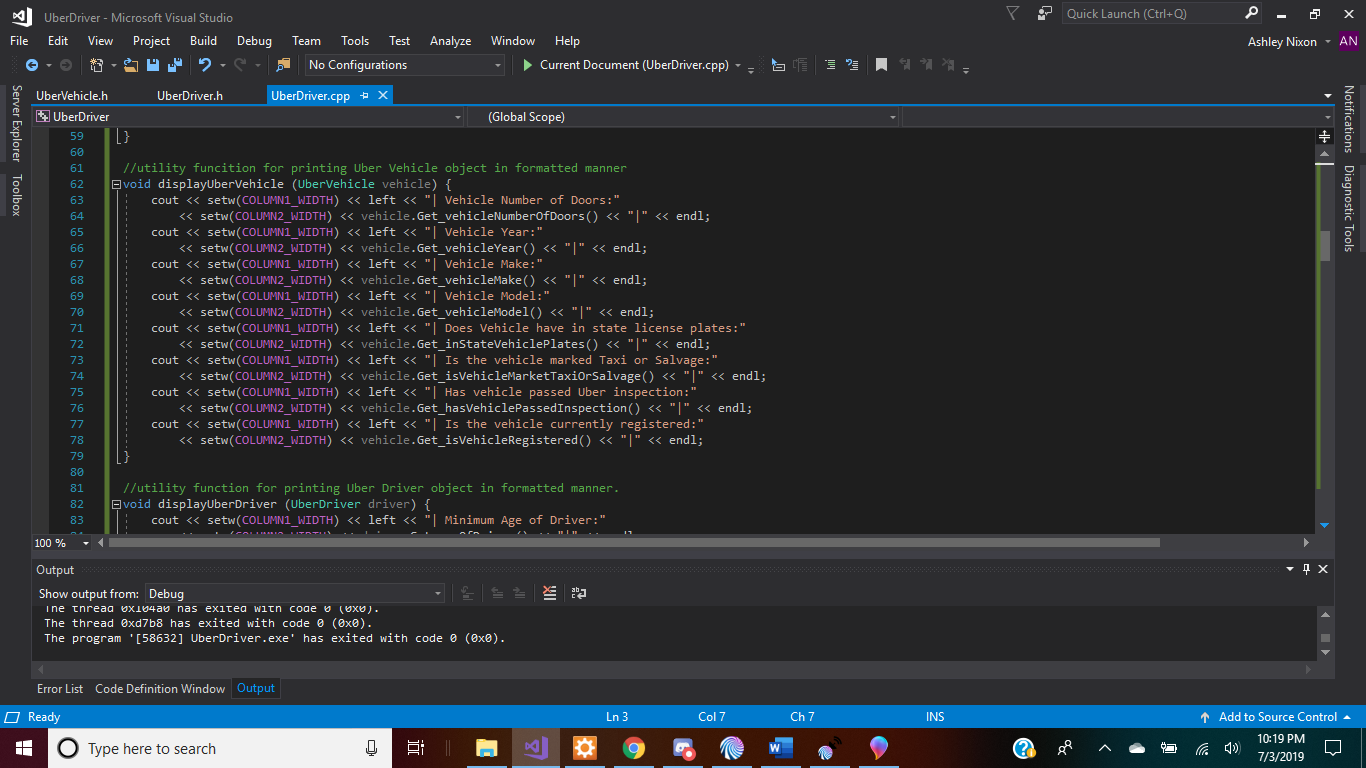 UberDriver - Microsoft Visual Studio
Quick Launch (Ctrl+Q)
File Edit View Project Build Debug Team Tools Test Analyze Window Help
Ashley Nixon AN
No Configurations
Current Document (UberDriver.cpp)
Server Explorer
Toolbox
Notifications
Diagnostic Tools
UberVehicle.h UberDriver.h UberDriver.cpp
UberDriver (Global Scope)
59 }
60
61 //utility funcition for printing Uber Vehicle object in formatted manner
62 void displayUberVehicle (UberVehicle vehicle) {
63 cout << setw(COLUMN1_WIDTH) << left << "| Vehicle Number of Doors:"
64 << setw(COLUMN2_WIDTH) << vehicle.Get_vehicleNumberOfDoors() << "|" << endl;
65 cout << setw(COLUMN1_WIDTH) << left << "| Vehicle Year:"
66 << setw(COLUMN2_WIDTH) << vehicle.Get_vehicleYear() << "|" << endl;
67 cout << setw(COLUMN1_WIDTH) << left << "| Vehicle Make:"
68 << setw(COLUMN2_WIDTH) << vehicle.Get_vehicleMake() << "|" << endl;
69 cout << setw(COLUMN1_WIDTH) << left << "| Vehicle Model:"
70 << setw(COLUMN2_WIDTH) << vehicle.Get_vehicleModel() << "|" << endl;
71 cout << setw(COLUMN1_WIDTH) << left << "| Does Vehicle have in state license plates:"
72 << setw(COLUMN2_WIDTH) << vehicle.Get_inStateVehiclePlates() << "|" << endl;
73 cout << setw(COLUMN1_WIDTH) << left << "| Is the vehicle marked Taxi or Salvage:"
74 << setw(COLUMN2_WIDTH) << vehicle.Get_isVehicleMarketTaxiOrSalvage() << "|" << endl;
75 cout << setw(COLUMN1_WIDTH) << left << "| Has vehicle passed Uber inspection:"
76 << setw(COLUMN2_WIDTH) << vehicle.Get_hasVehiclePassedInspection() << "|" << endl;
77 cout << setw(COLUMN1_WIDTH) << left << "| Is the vehicle currently registered:"
78 << setw(COLUMN2_WIDTH) << vehicle.Get_isVehicleRegistered() << "|" << endl;
79 }
80
81 //utility function for printing Uber Driver object in formatted manner.
82 void displayUberDriver (UberDriver driver) {
83 cout << setw(COLUMN1_WIDTH) << left << "| Minimum Age of Driver:"
100 %
Output
Show output from: Debug
The thread 0x104a0 has exited with code 0 (0x0).
The thread 0xd7b8 has exited with code 0 (0x0).
The program '[58632] UberDriver.exe' has exited with code 0 (0x0).
Error List Code Definition Window Output
Ready Ln 3 Col 7 Ch 7 INS Add to Source Control
Type here to search
10:19 PM
7/3/2019